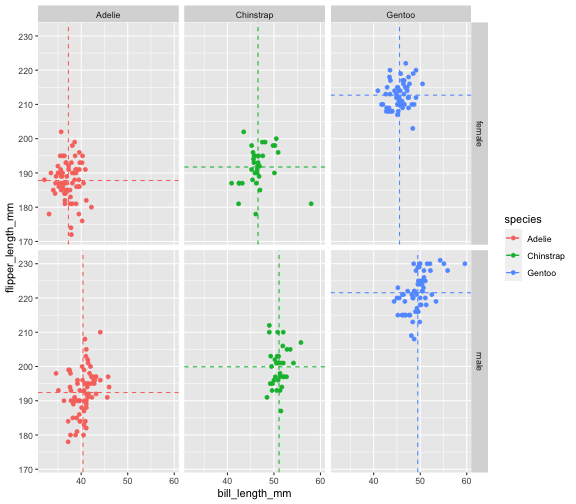 Adelie Chinstrap Gentoo
230
220
210
200
190
180
170
female
230
220
210
200
190
180
170
male
flipper_length_mm
40 50 60 40 50 60 40 50 60
bill_length_mm
species
Adelie
Chinstrap
Gentoo